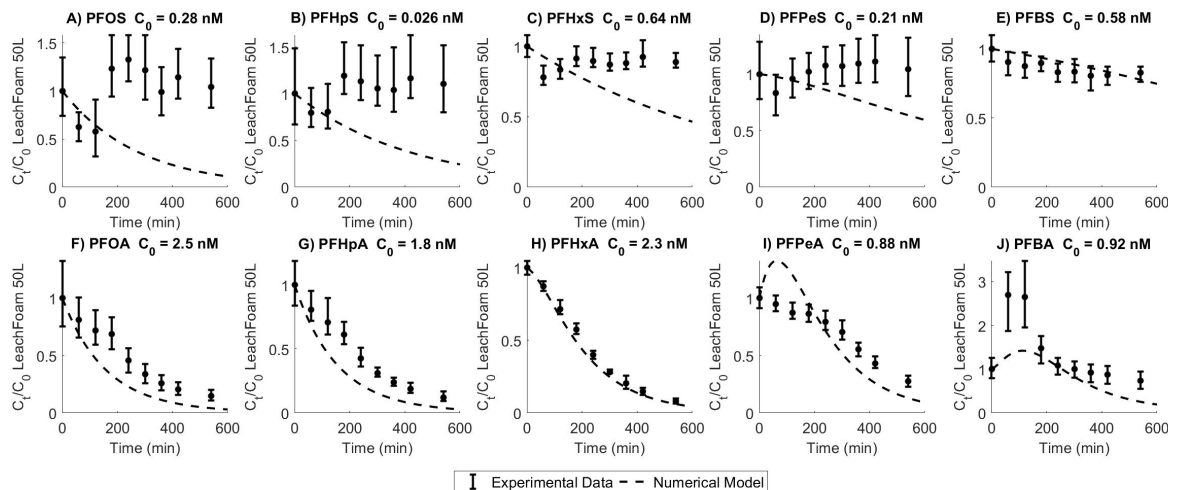 A) PFOS C0 = 0.28 nM
Ct/C0 LeachFoam 50L
1.5
1
0.5
0
0 200 400 600
Time (min)
B) PFHpS C0 = 0.026 nM
Ct/C0 LeachFoam 50L
1.5
1
0.5
0
0 200 400 600
Time (min)
C) PFHxS C0 = 0.64 nM
Ct/C0 LeachFoam 50L
1
0.5
0
0 200 400 600
Time (min)
D) PFPeS C0 = 0.21 nM
Ct/C0 LeachFoam 50L
1
0.5
0
0 200 400 600
Time (min)
E) PFBS C0 = 0.58 nM
Ct/C0 LeachFoam 50L
1
0.5
0
0 200 400 600
Time (min)
F) PFOA C0 = 2.5 nM
Ct/C0 LeachFoam 50L
1
0.5
0
0 200 400 600
Time (min)
G) PFHpA C0 = 1.8 nM
Ct/C0 LeachFoam 50L
1
0.5
0
0 200 400 600
Time (min)
H) PFHxA C0 = 2.3 nM
Ct/C0 LeachFoam 50L
1
0.5
0
0 200 400 600
Time (min)
I) PFPeA C0 = 0.88 nM
Ct/C0 LeachFoam 50L
1
0.5
0
0 200 400 600
Time (min)
J) PFBA C0 = 0.92 nM
Ct/C0 LeachFoam 50L
3
2
1
0
0 200 400 600
Time (min)
Experimental Data Numerical Model